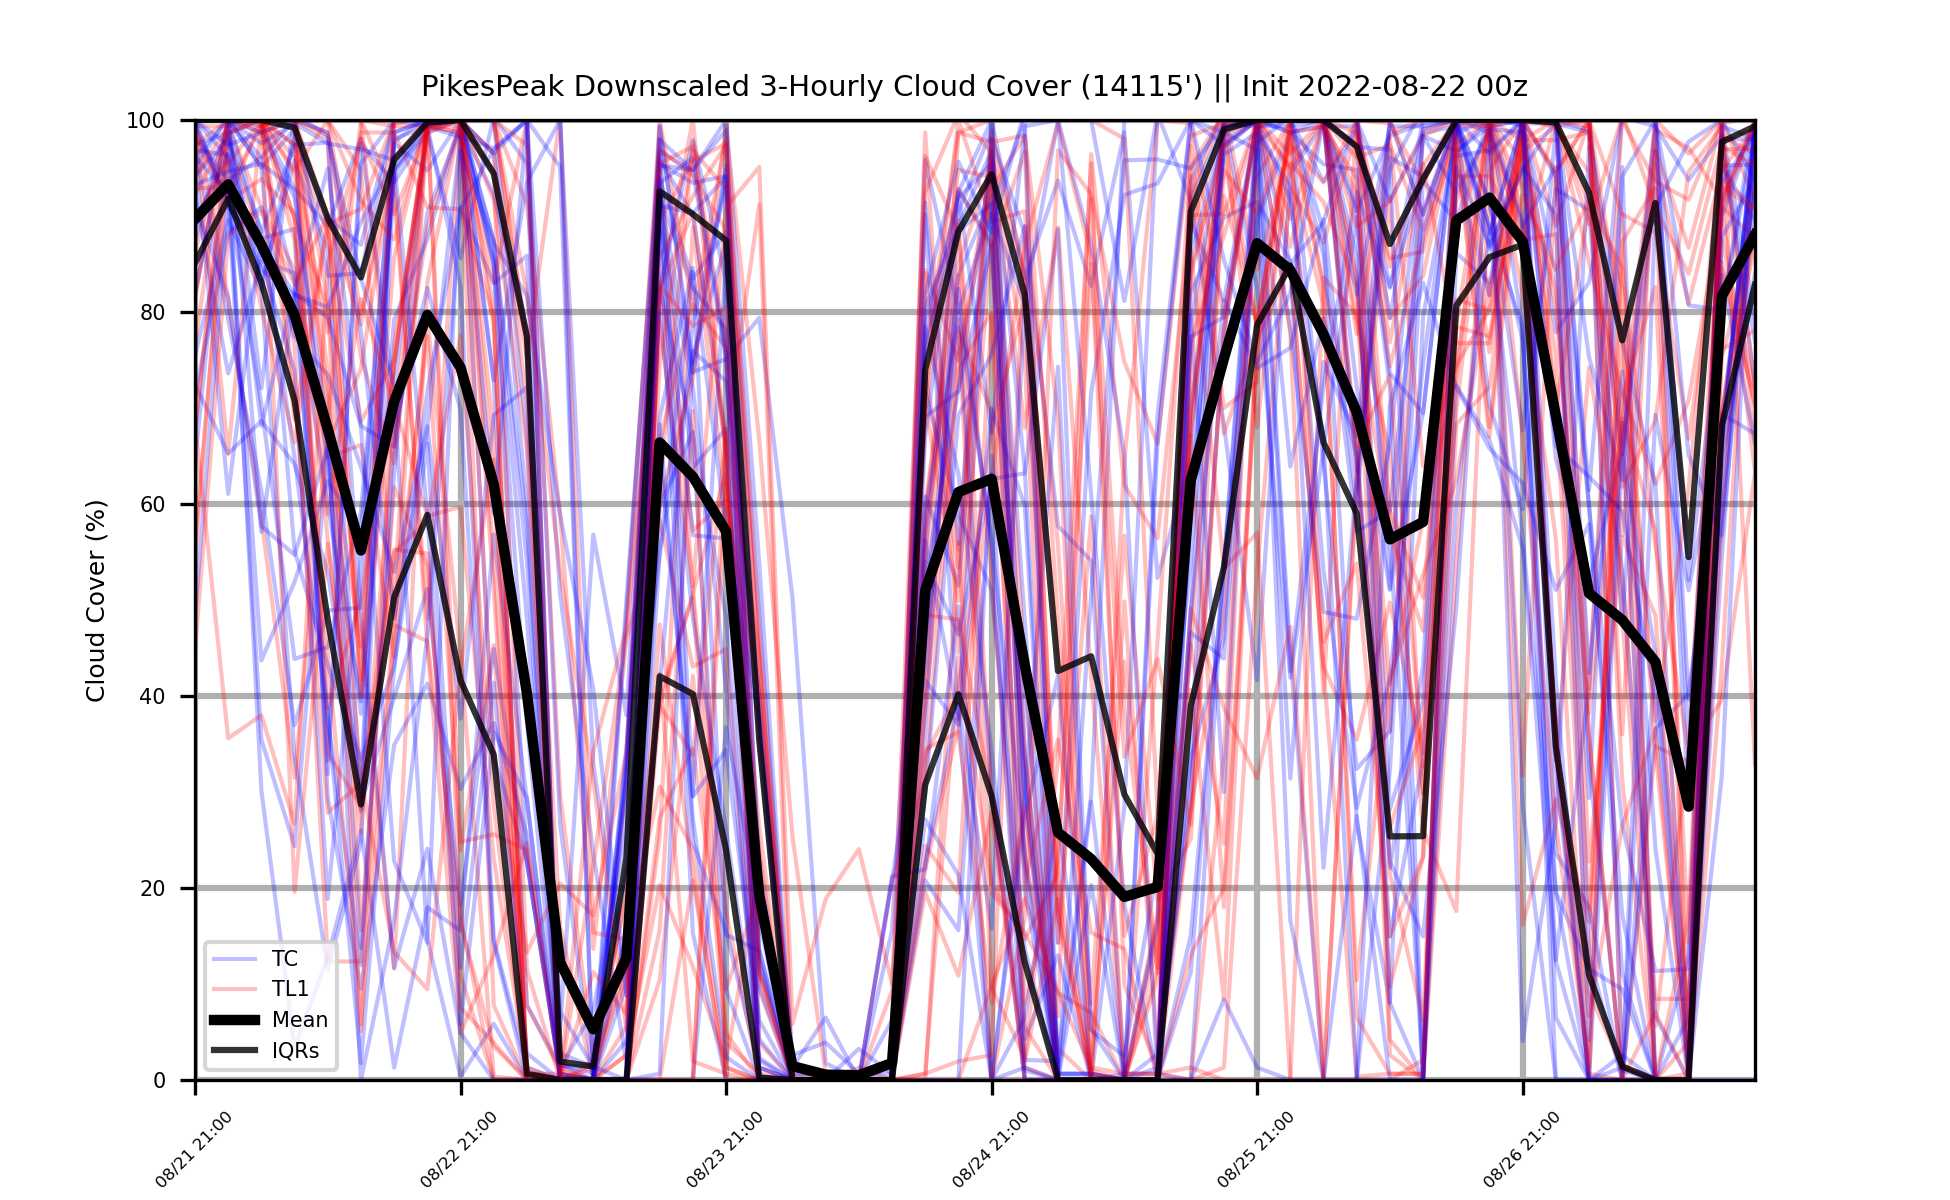 PikesPeak Downscaled 3-Hourly Cloud Cover (14115') || Init 2022-08-22 00z
Cloud Cover (%)
100
80
60
40
20
0
TC
TL1
Mean
IQRs
08/21 21:00
08/22 21:00
08/23 21:00
08/24 21:00
08/25 21:00
08/26 21:00